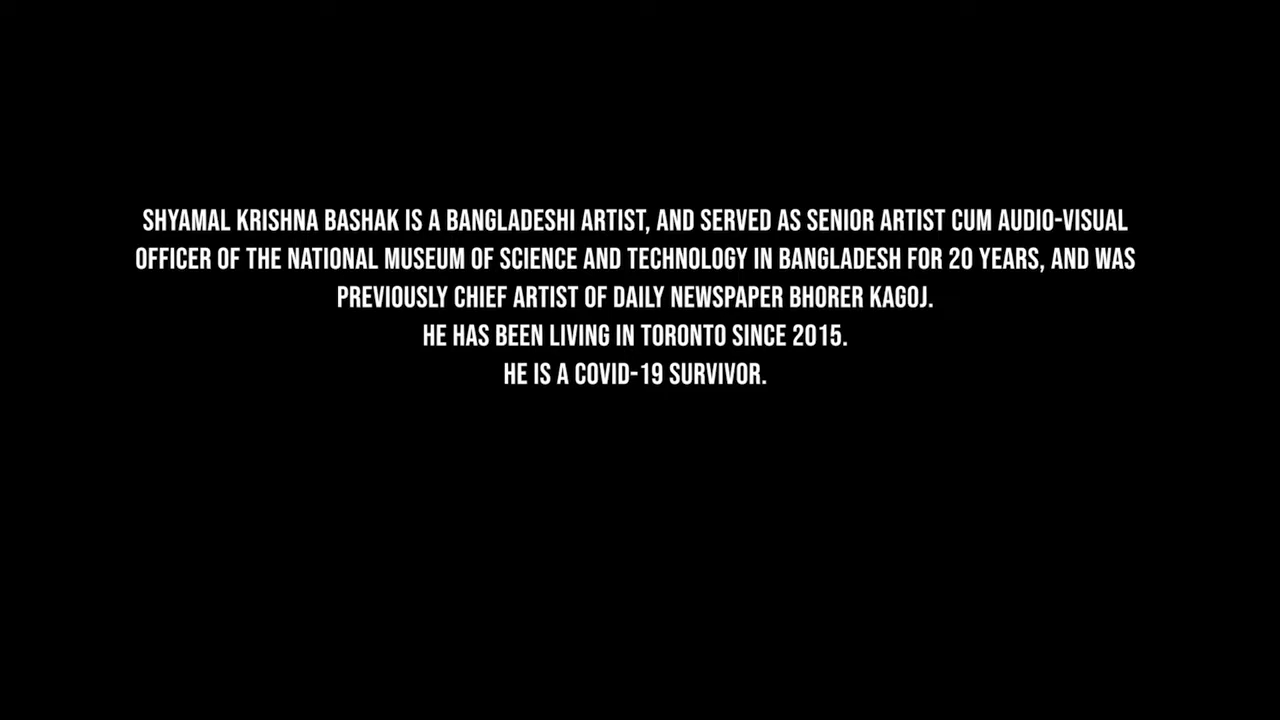 SHYAMAL KRISHNA BASHAK IS A BANGLADESHI ARTIST, AND SERVED AS SENIOR ARTIST CUM AUDIO-VISUAL
OFFICER OF THE NATIONAL MUSEUM OF SCIENCE AND TECHNOLOGY IN BANGLADESH FOR 20 YEARS, AND WAS
PREVIOUSLY CHIEF ARTIST OF DAILY NEWSPAPER BHORER KAGOJ.
HE HAS BEEN LIVING IN TORONTO SINCE 2015.
HE IS A COVID-19 SURVIVOR.